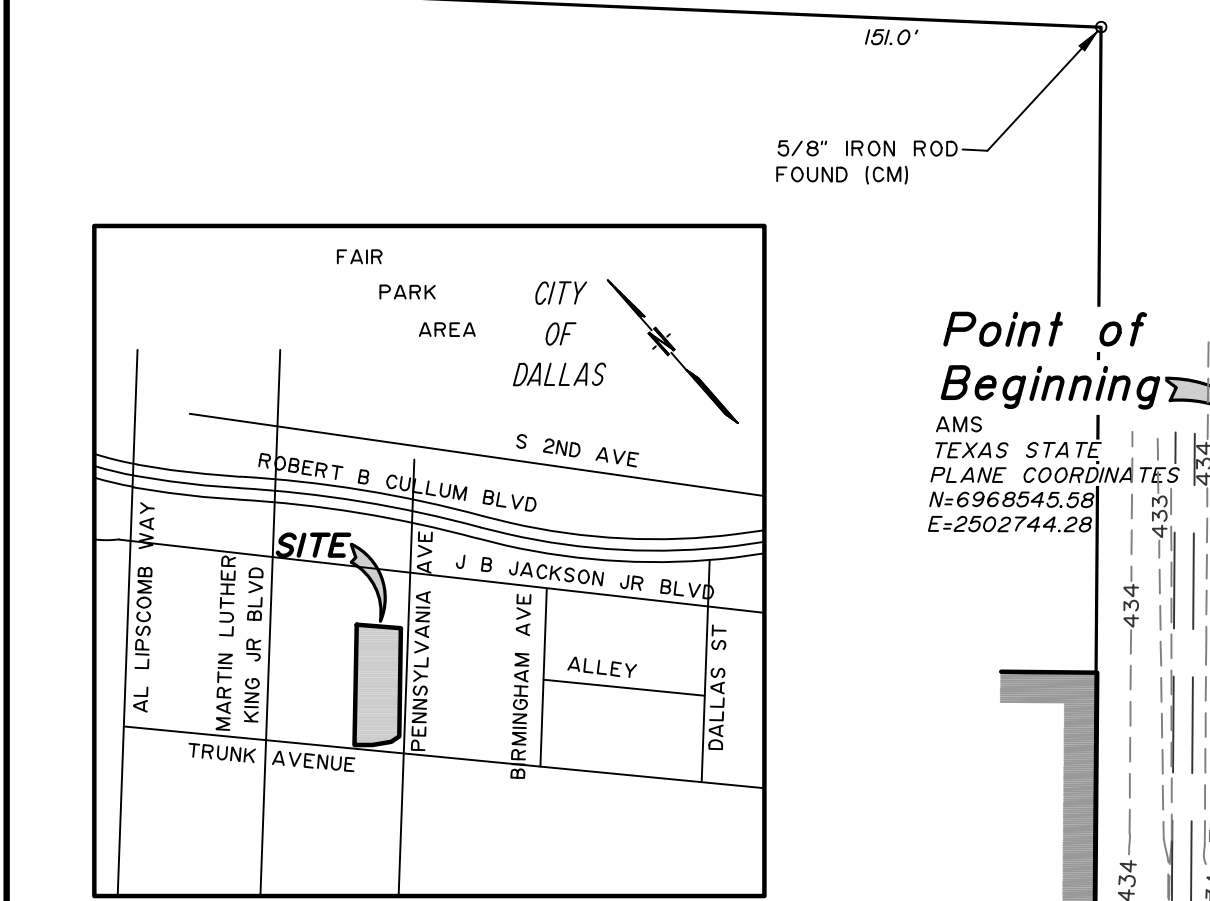 151.0'
5/8" IRON ROD
FOUND (CM)
FAIR
PARK
AREA
CITY
OF
DALLAS
N
S 2ND AVE
ROBERT B CULLUM BLVD
J B JACKSON JR BLVD
SITE
AL LIPSCOMB WAY
MARTIN LUTHER
KING JR BLVD
PENNSYLVANIA AVE
BIRMINGHAM AVE
ALLEY
DALLAS ST
TRUNK AVENUE
Point of
Beginning
AMS
TEXAS STATE
PLANE COORDINATES
N=6968545.58
E=2502744.28
434
433
434
434